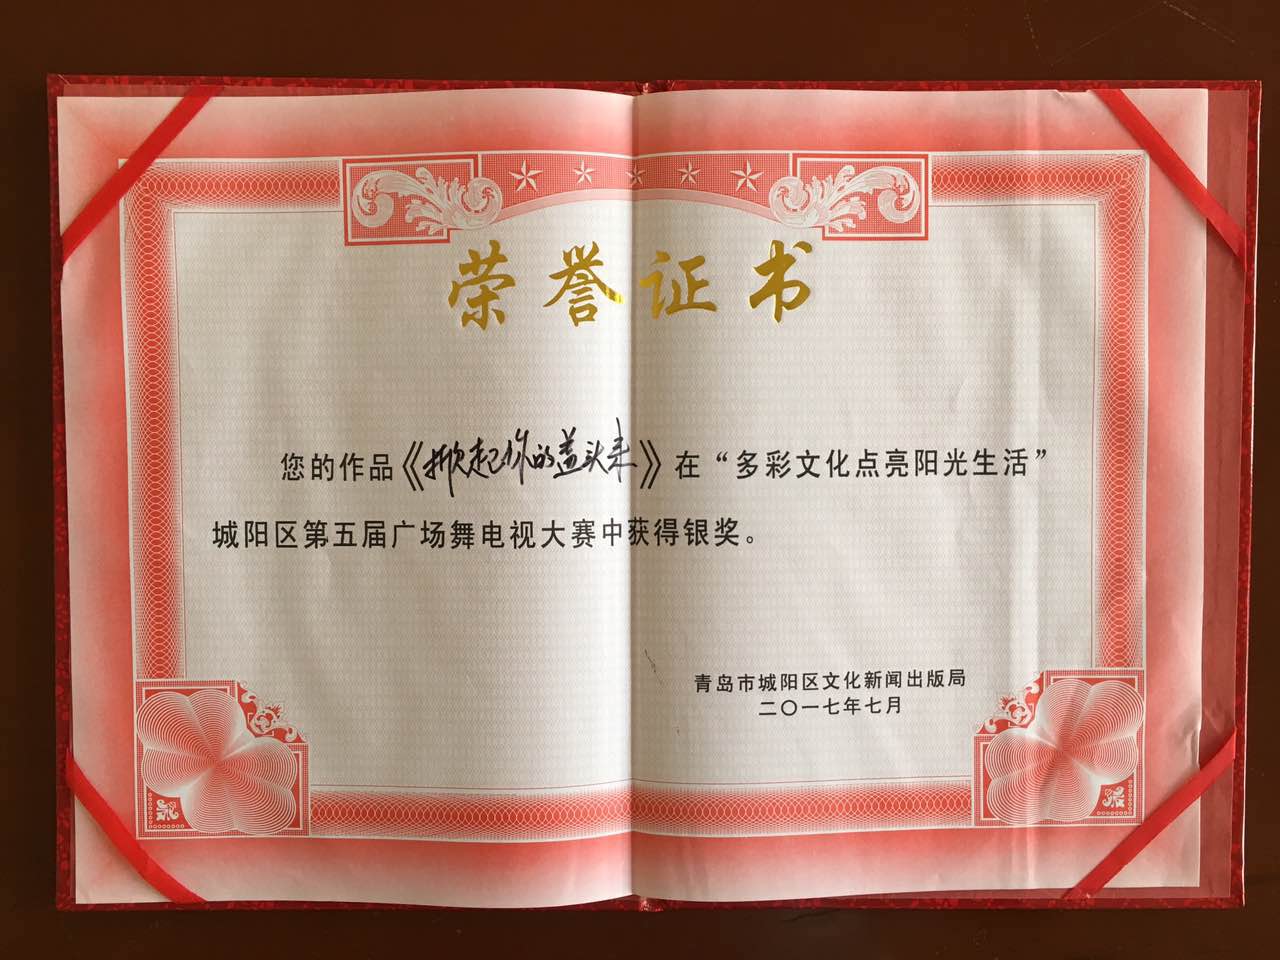 荣誉证书
您的作品《掀起你的盖头来》在“多彩文化点亮阳光生活”
城阳区第五届广场舞电视大赛中获得银奖。
青岛市城阳区文化新闻出版局
二〇一七年七月